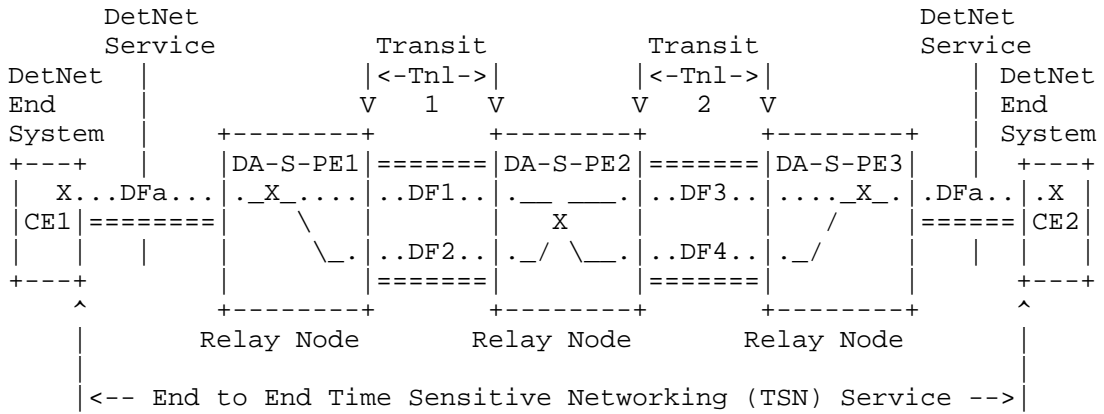 DetNet DetNet
Service Transit Transit Service
DetNet |<-Tnl->| |<-Tnl->| DetNet
End V 1 V V 2 V End
System +--------+ +--------+ +--------+ System
+---+ |DA-S-PE1|=======|DA-S-PE2|=======|DA-S-PE3| +---+
| X...DFa...|._X_....|..DF1..|.__ ___.|..DF3..|...._X_.|.DFa..|.X |
|CE1|========| \ | | X | | / |======|CE2|
| | | | \_.|..DF2..|._/ \__.|..DF4..|._/ | | | |
+---+ | |=======| |=======| | +---+
^ +--------+ +--------+ +--------+ ^
| Relay Node Relay Node Relay Node |
|<-- End to End Time Sensitive Networking (TSN) Service -->|